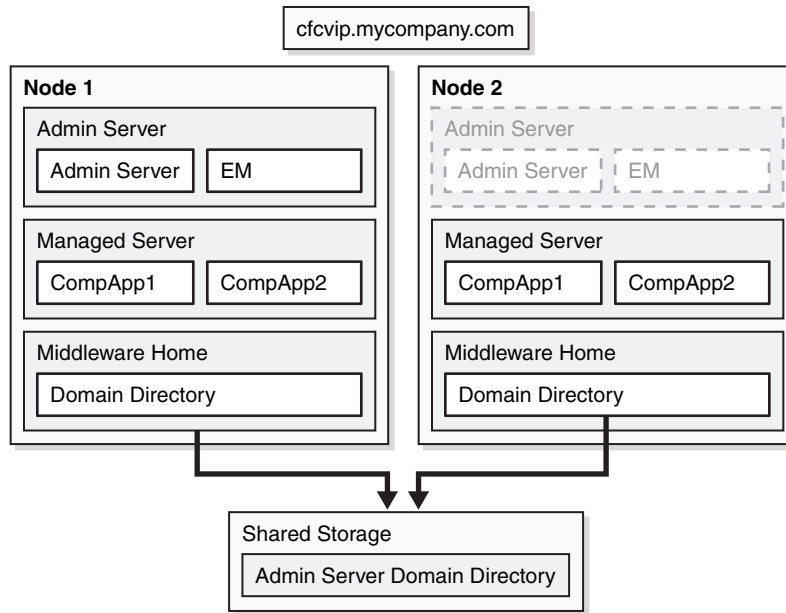 cfcvip.mycompany.com
Node 1
Admin Server
Admin Server
EM
Managed Server
CompApp1
CompApp2
Middleware Home
Domain Directory
Node 2
Admin Server
Admin Server
EM
Managed Server
CompApp1
CompApp2
Middleware Home
Domain Directory
Shared Storage
Admin Server Domain Directory